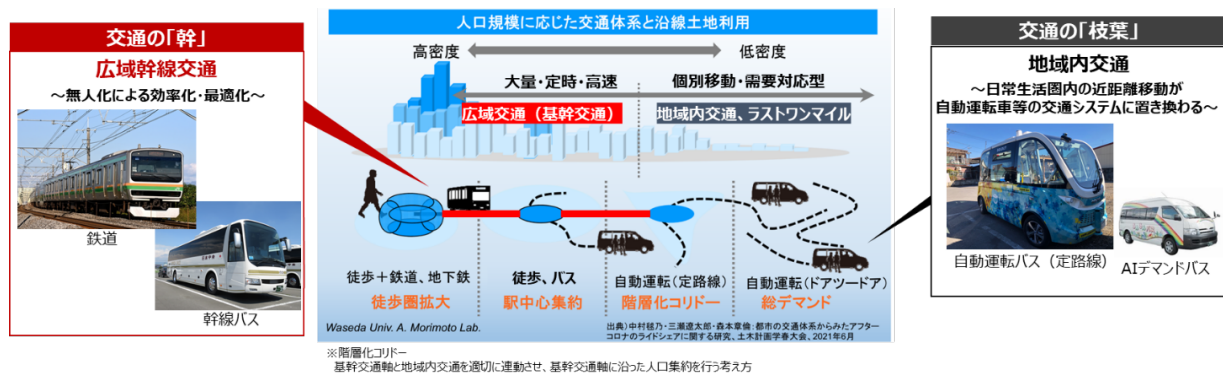 交通の「幹」
広域幹線交通
～無人化による効率化・最適化～
鉄道
幹線バス
人口規模に応じた交通体系と沿線土地利用
高密度
低密度
大量・定時・高速
個別移動・需要対応型
広域交通（基幹交通）
地域内交通、ラストワンマイル
徒歩＋鉄道、地下鉄
徒歩圏拡大
徒歩、バス
駅中心集約
自動運転（定路線）
階層化コリドー
自動運転（ドアツードア）
総デマンド
Waseda Univ. A. Morimoto Lab.
出典）中村毬乃・三瀬遼太郎・森本章倫：都市の交通体系からみたアフター
コロナのライドシェアに関する研究、土木計画学春大会、2021年6月
※階層化コリドー
基幹交通軸と地域内交通を適切に連動させ、基幹交通軸に沿った人口集約を行う考え方
交通の「枝葉」
地域内交通
～日常生活圏内の近距離移動が
自動運転車等の交通システムに置き換わる～
自動運転バス（定路線）
AIデマンドバス